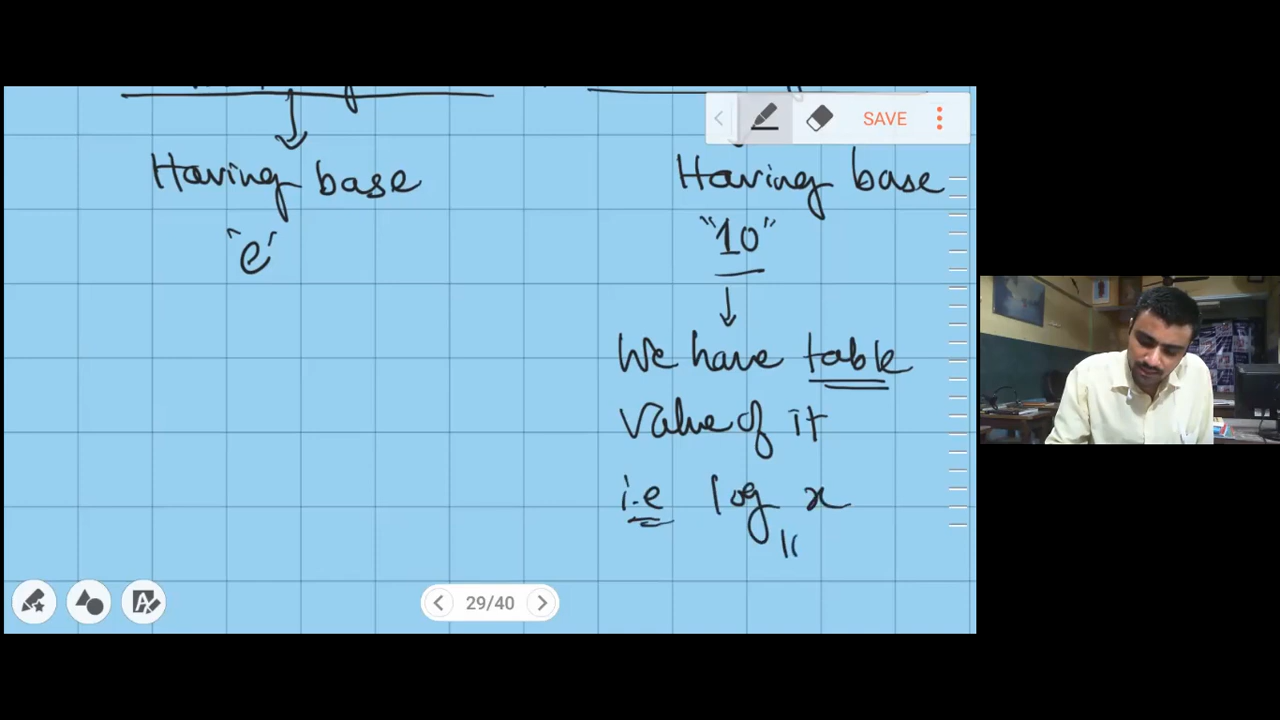 SAVE
Having base
"e"
Having base
"10"
We have table
value of it
i.e log x
29/40